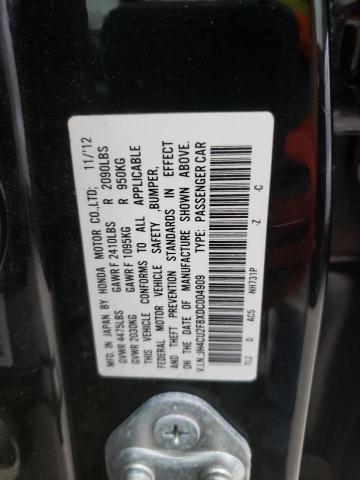 MFD. IN JAPAN BY HONDA MOTOR CO.,LTD; 11/'12
GVWR 4475LBS GAWR F 2410LBS R 2090LBS
GVWR 2030KG GAWR F 1095KG R 950KG
THIS VEHICLE CONFORMS TO ALL APPLICABLE
FEDERAL MOTOR VEHICLE SAFETY ,BUMPER,
AND THEFT PREVENTION STANDARDS IN EFFECT
ON THE DATE OF MANUFACTURE SHOWN ABOVE.
V.I.N. JH4CU2F8XDC004909 TYPE: PASSENGER CAR
TL2 D AC5 NH731P -Z -C